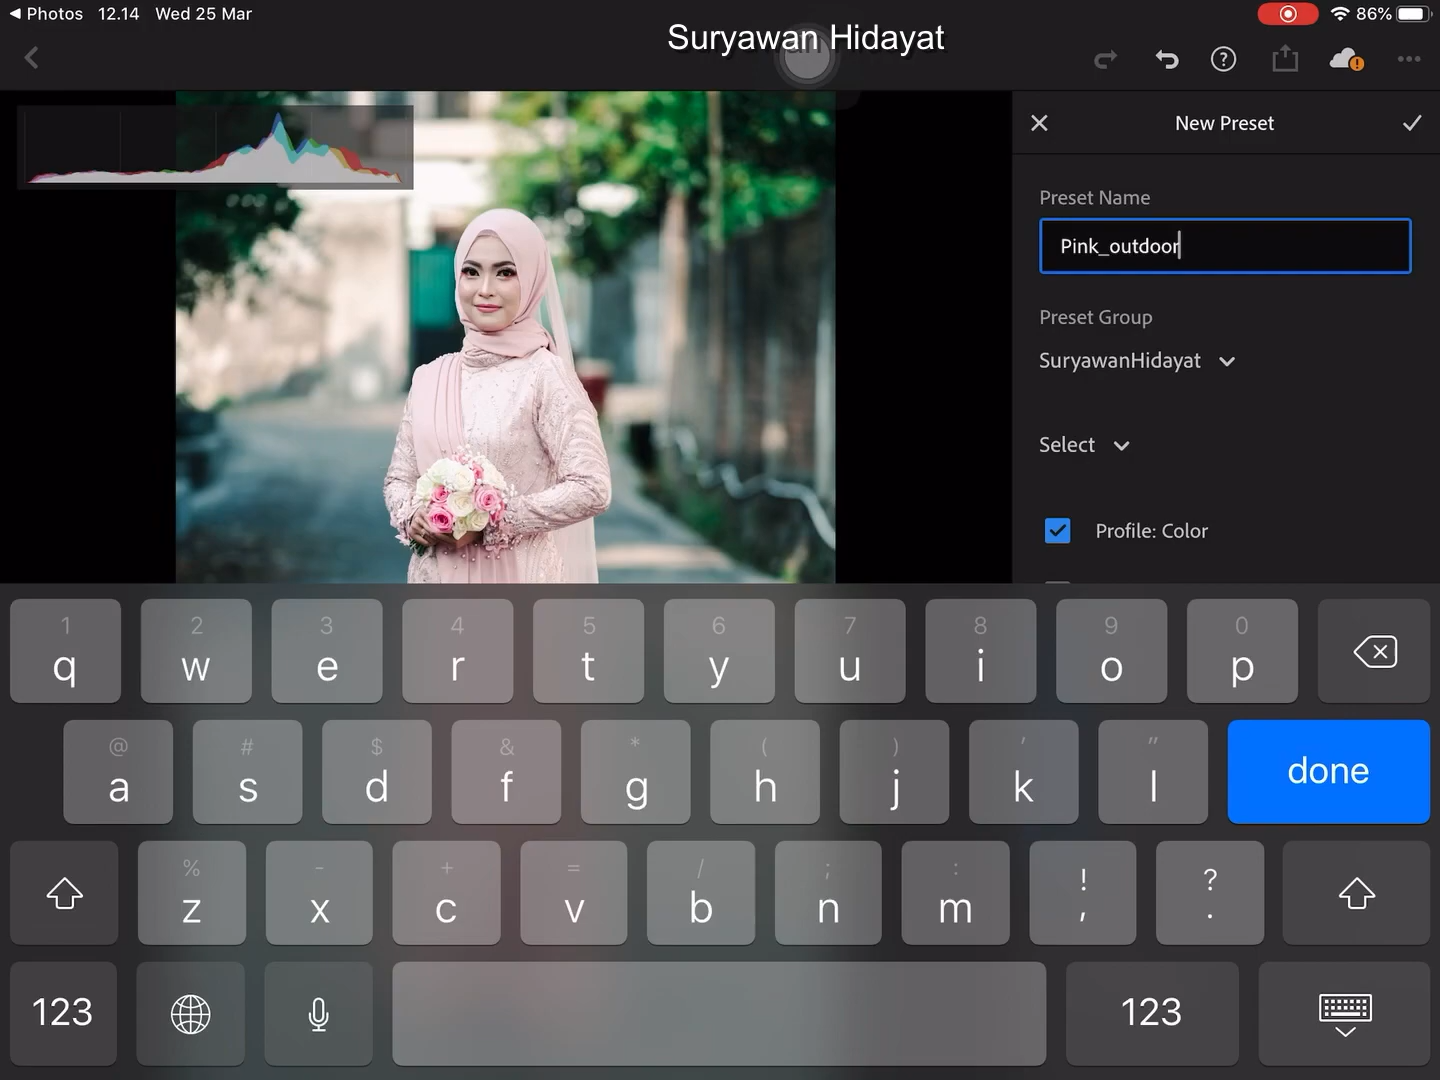 Photos 12.14 Wed 25 Mar 86%
Suryawan Hidayat
New Preset
Preset Name
Pink_outdoor
Preset Group
SuryawanHidayat
Select
Profile: Color
1 2 3 4 5 6 7 8 9 0
q w e r t y u i o p
@ # $ & * ( ) ' "
a s d f g h j k l done
% - + = / ; : ! ?
z x c v b n m , .
123 123